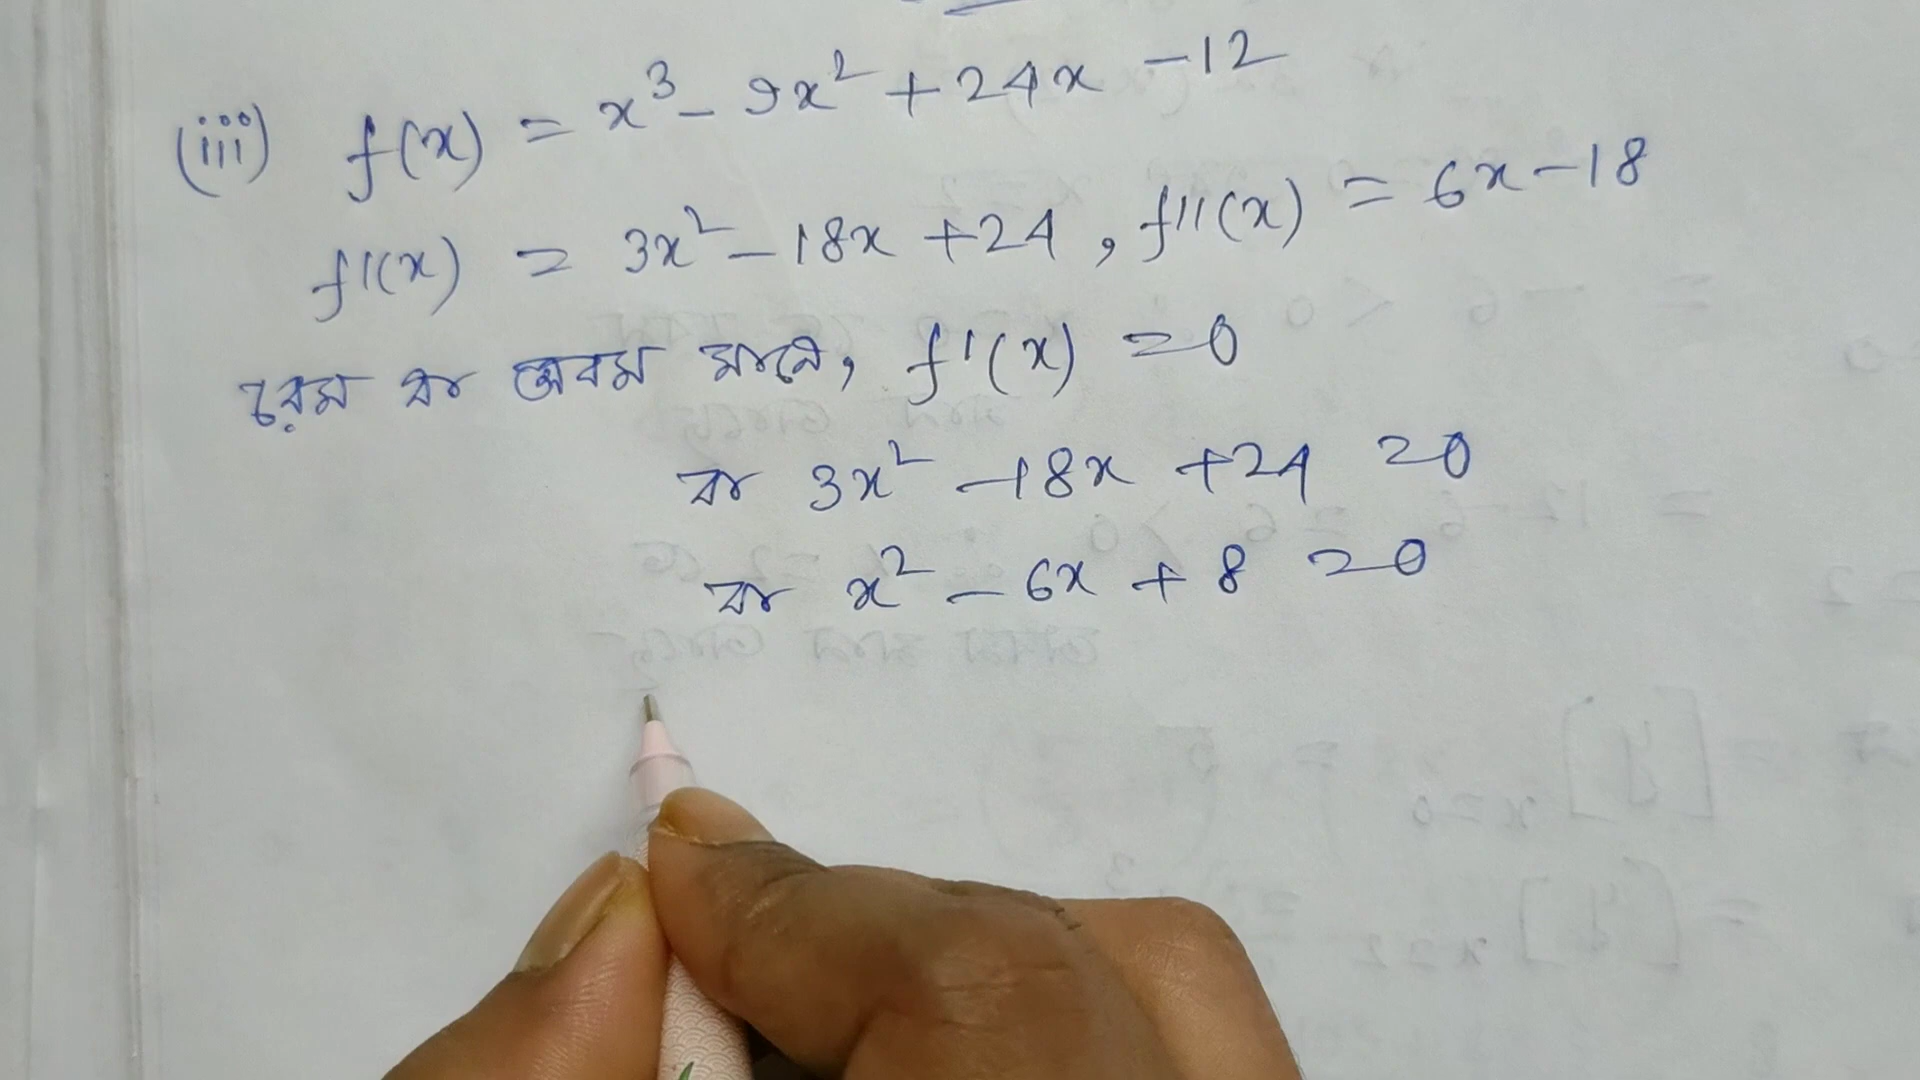 (iii) f(x) = x³ - 9x² + 24x - 12
f'(x) = 3x² - 18x + 24, f''(x) = 6x - 18
চরম বা অবম মানে, f'(x) = 0
বা 3x² - 18x + 24 = 0
বা x² - 6x + 8 = 0